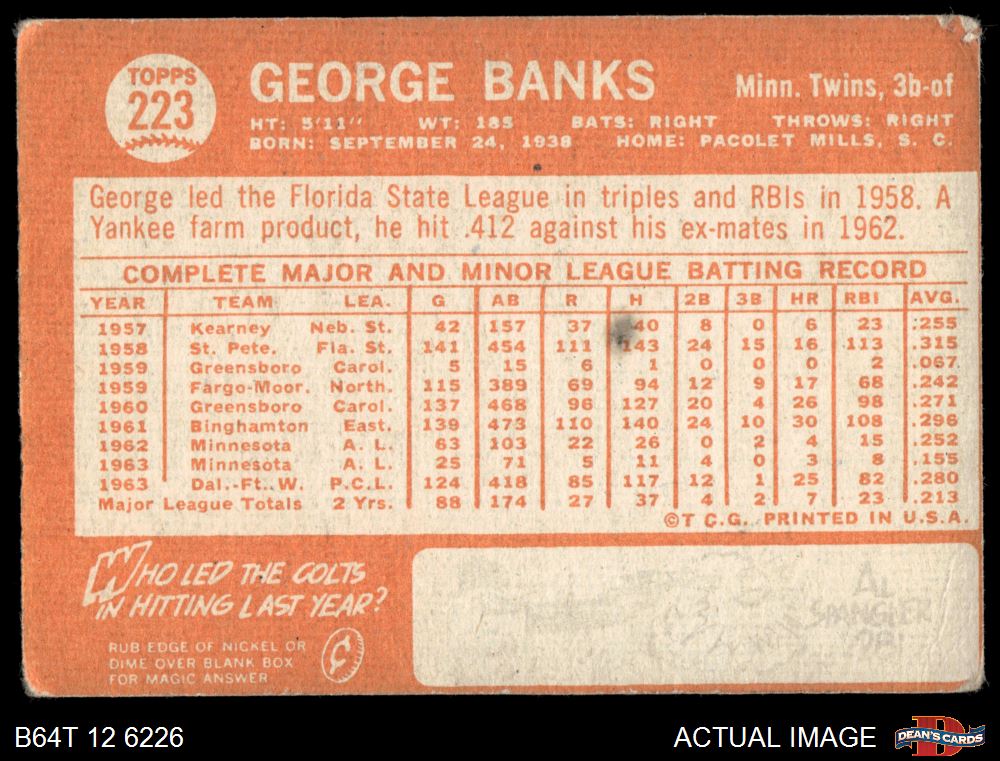 TOPPS
223
GEORGE BANKS
Minn. Twins, 3b-of
HT: 5'11" WT: 185 BATS: RIGHT THROWS: RIGHT
BORN: SEPTEMBER 24, 1938 HOME: PACOLET MILLS, S. C.
George led the Florida State League in triples and RBIs in 1958. A
Yankee farm product, he hit .412 against his ex-mates in 1962.
COMPLETE MAJOR AND MINOR LEAGUE BATTING RECORD
YEAR TEAM LEA. G AB R H 2B 3B HR RBI AVG.
1957 Kearney Neb. St. 42 157 37 40 8 0 6 23 .255
1958 St. Pete. Fla. St. 141 454 111 143 24 15 16 113 .315
1959 Greensboro Carol. 5 15 6 1 0 0 0 2 .067
1959 Fargo-Moor. North. 115 389 69 94 12 9 17 68 .242
1960 Greensboro Carol. 137 468 96 127 20 4 26 98 .271
1961 Binghamton East. 139 473 110 140 24 10 30 108 .296
1962 Minnesota A. L. 63 103 22 26 0 2 4 15 .252
1963 Minnesota A. L. 25 71 5 11 4 0 3 8 .155
1963 Dal.-Ft. W. P.C.L. 124 418 85 117 12 1 25 82 .280
Major League Totals 2 Yrs. 88 174 27 37 4 2 7 23 .213
©T.C.G. PRINTED IN U.S.A.
WHO LED THE COLTS
IN HITTING LAST YEAR?
RUB EDGE OF NICKEL OR
DIME OVER BLANK BOX
FOR MAGIC ANSWER
¢
AL
SPANGLER
B64T 12 6226
ACTUAL IMAGE
D
DEAN'S CARDS